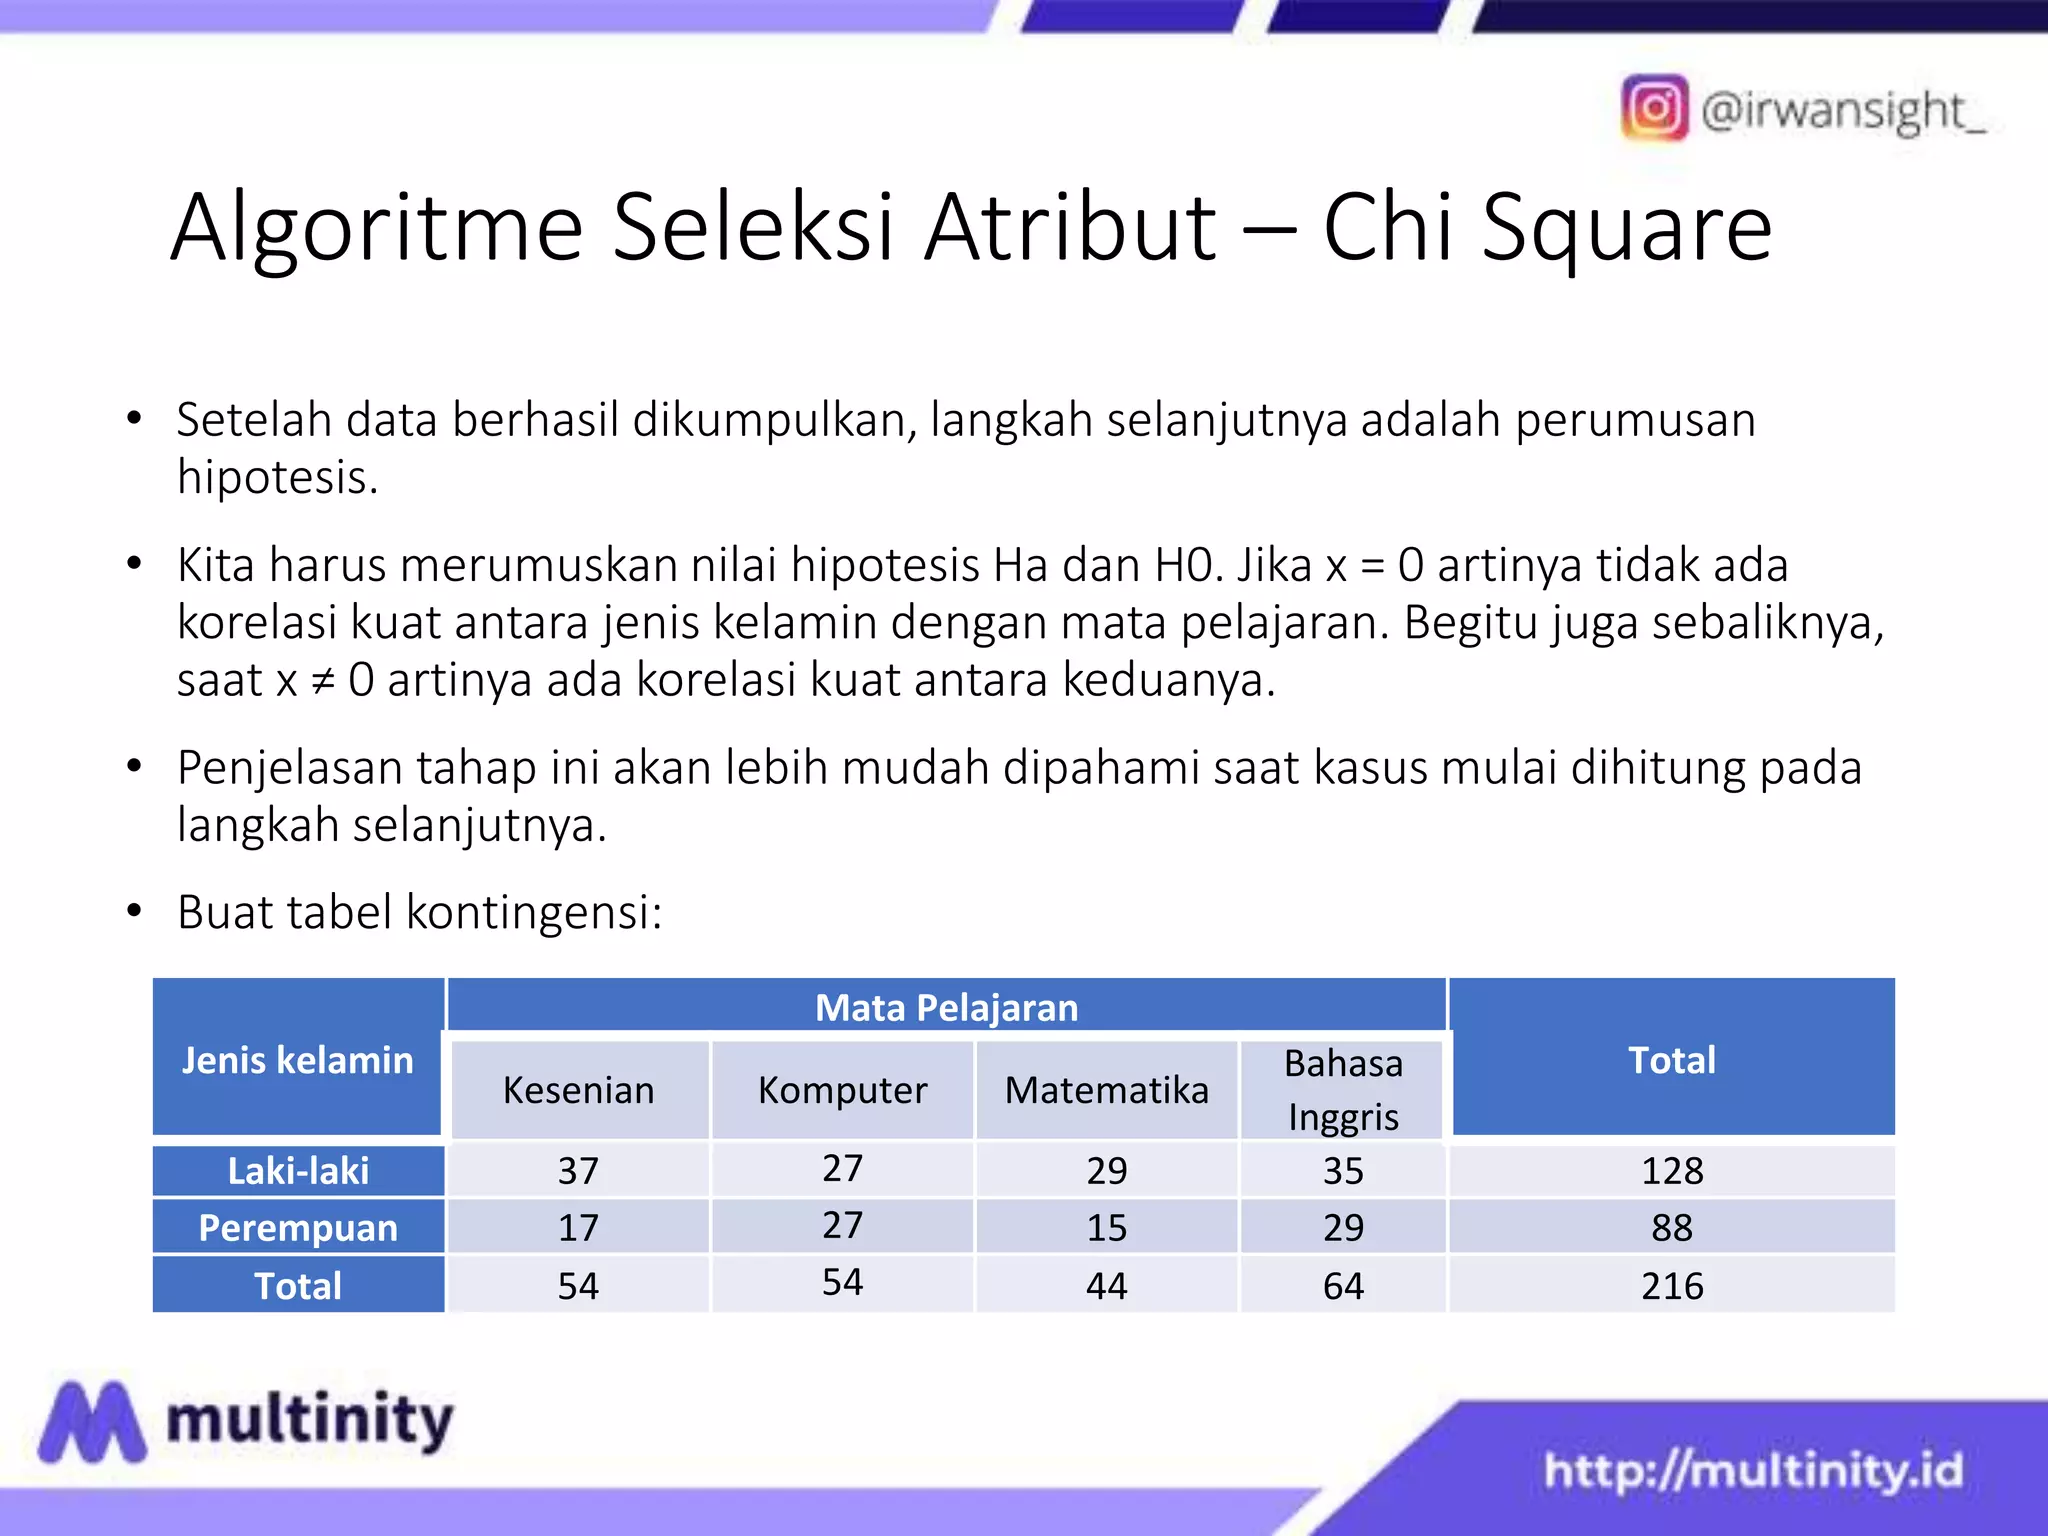 @irwansight_
Algoritme Seleksi Atribut – Chi Square
• Setelah data berhasil dikumpulkan, langkah selanjutnya adalah perumusan
hipotesis.
• Kita harus merumuskan nilai hipotesis Ha dan H0. Jika x = 0 artinya tidak ada
korelasi kuat antara jenis kelamin dengan mata pelajaran. Begitu juga sebaliknya,
saat x ≠ 0 artinya ada korelasi kuat antara keduanya.
• Penjelasan tahap ini akan lebih mudah dipahami saat kasus mulai dihitung pada
langkah selanjutnya.
• Buat tabel kontingensi:
Jenis kelamin Mata Pelajaran Total
Kesenian Komputer Matematika Bahasa
Inggris
Laki-laki 37 27 29 35 128
Perempuan 17 27 15 29 88
Total 54 54 44 64 216
multinity
http://multinity.id